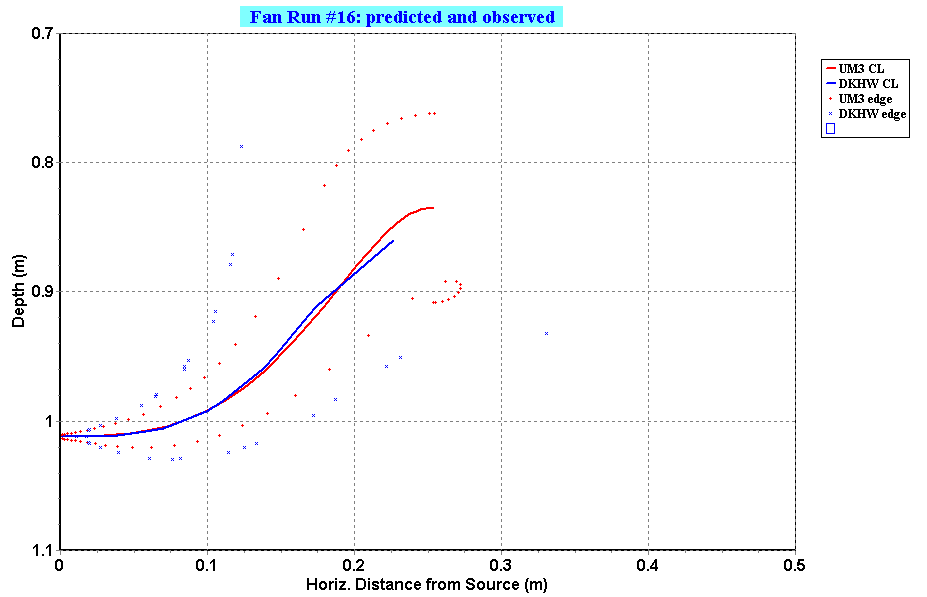 Fan Run #16: predicted and observed
0.7
0.8
0.9
1
1.1
Depth (m)
0
0.1
0.2
0.3
0.4
0.5
Horiz. Distance from Source (m)
UM3 CL
DKHW CL
UM3 edge
DKHW edge